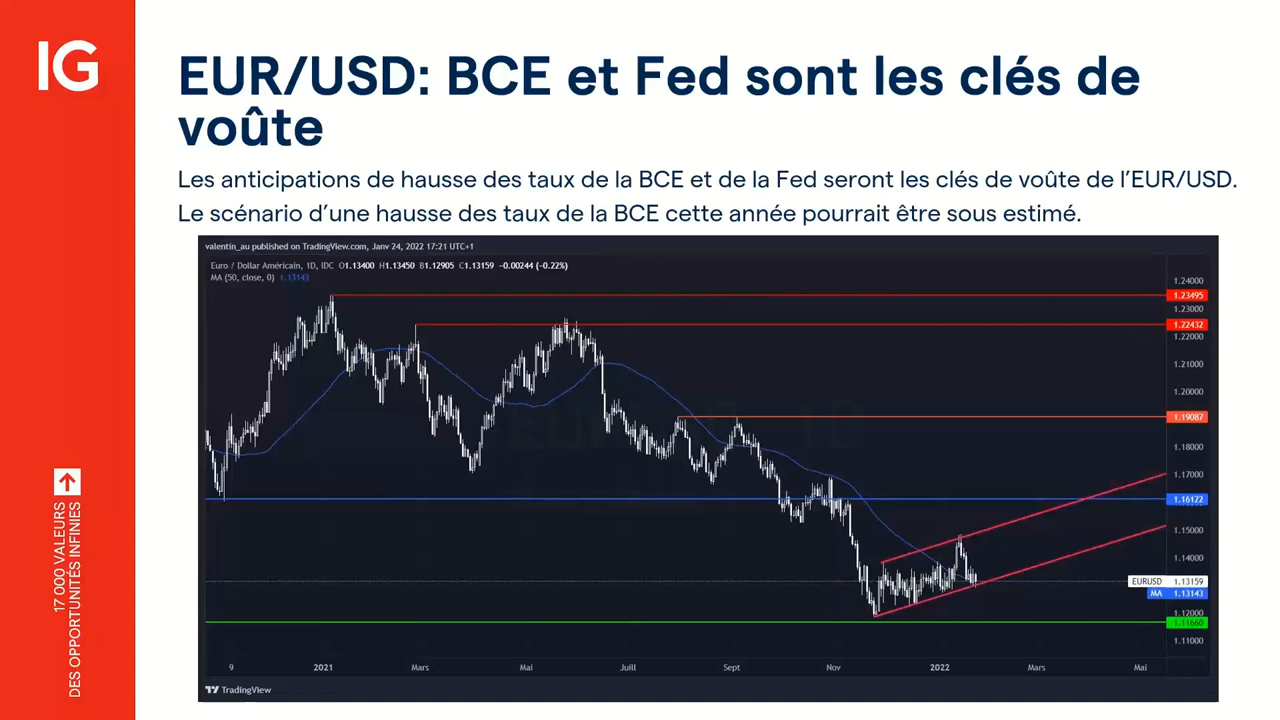 IG
EUR/USD: BCE et Fed sont les clés de
voûte
Les anticipations de hausse des taux de la BCE et de la Fed seront les clés de voûte de l’EUR/USD.
Le scénario d’une hausse des taux de la BCE cette année pourrait être sous estimé.
valentin_au published on TradingView.com, Janv 24, 2022 17:21 UTC+1
Euro / Dollar Américain, 1D, IDC O1.13400 H1.13450 B1.12905 C1.13159 −0.00244 (−0.22%)
MA (50, close, 0) 1.13143
1.24000
1.23495
1.23000
1.22432
1.22000
1.21000
1.20000
1.19087
1.18000
1.17000
1.16122
1.15000
1.14000
EURUSD 1.13159
MA 1.13143
1.12000
1.11660
1.11000
9 2021 Mars Mai Juill Sept Nov 2022 Mars Mai
TradingView
17 000 VALEURS
DES OPPORTUNITÉS INFINIES